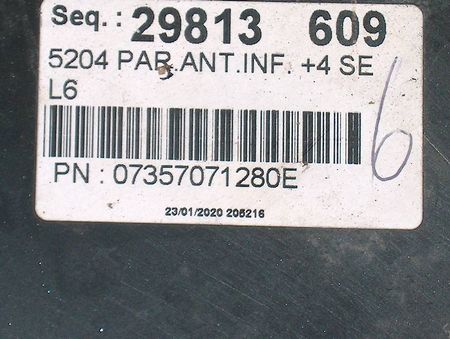 Seq.: 29813 609
5204 PAR.ANT.INF. +4 SE
L6
6
PN : 07357071280E
23/01/2020 205216